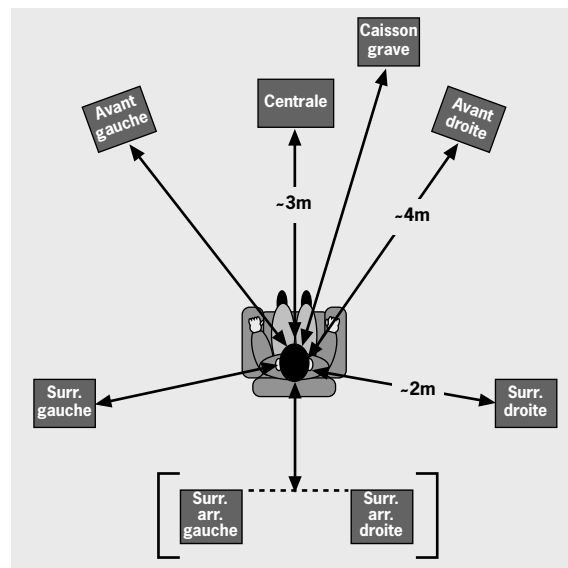 Caisson
grave
Avant
gauche
Centrale
Avant
droite
~3m
~4m
Surr.
gauche
~2m
Surr.
droite
Surr.
arr.
gauche
Surr.
arr.
droite